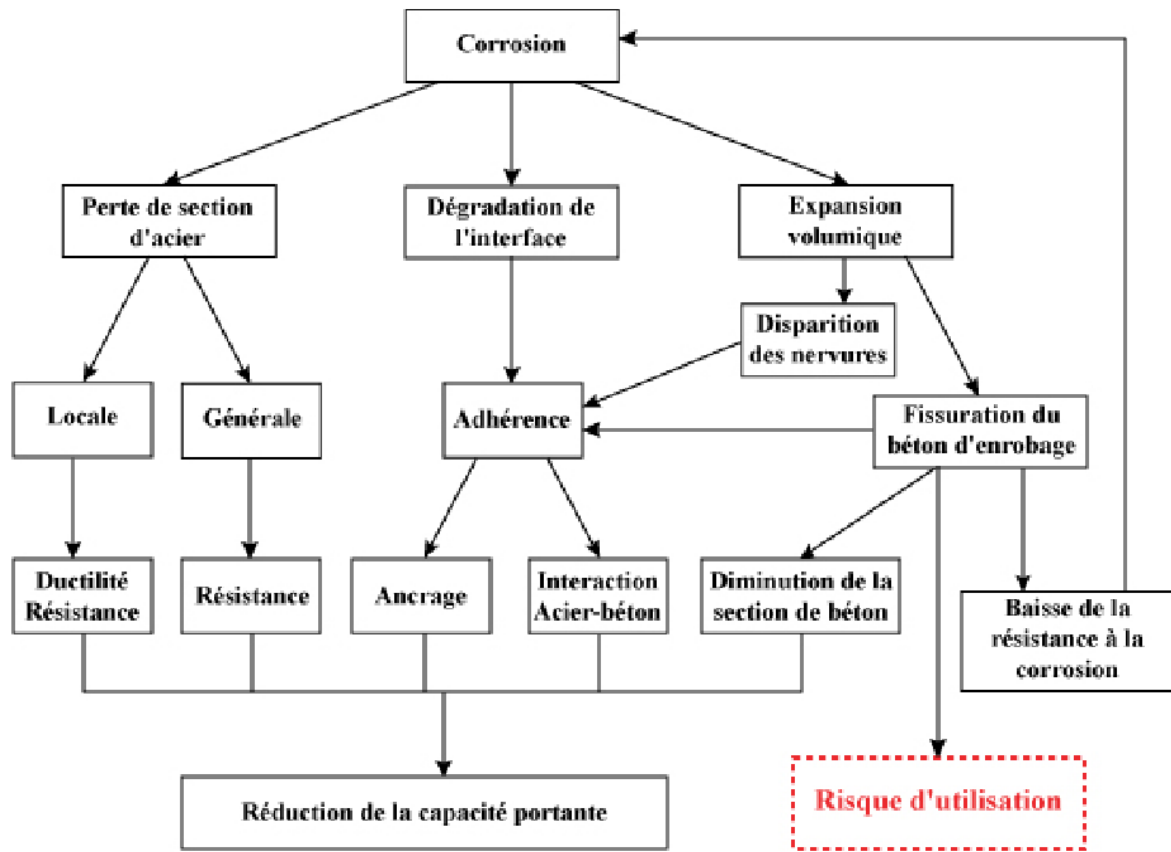 Corrosion
Perte de section
d'acier
Dégradation de
l'interface
Expansion
volumique
Disparition
des nervures
Locale
Générale
Adhérence
Fissuration du
béton d'enrobage
Ductilité
Résistance
Résistance
Ancrage
Interaction
Acier-béton
Diminution de la
section de béton
Baisse de la
résistance à la
corrosion
Réduction de la capacité portante
Risque d'utilisation